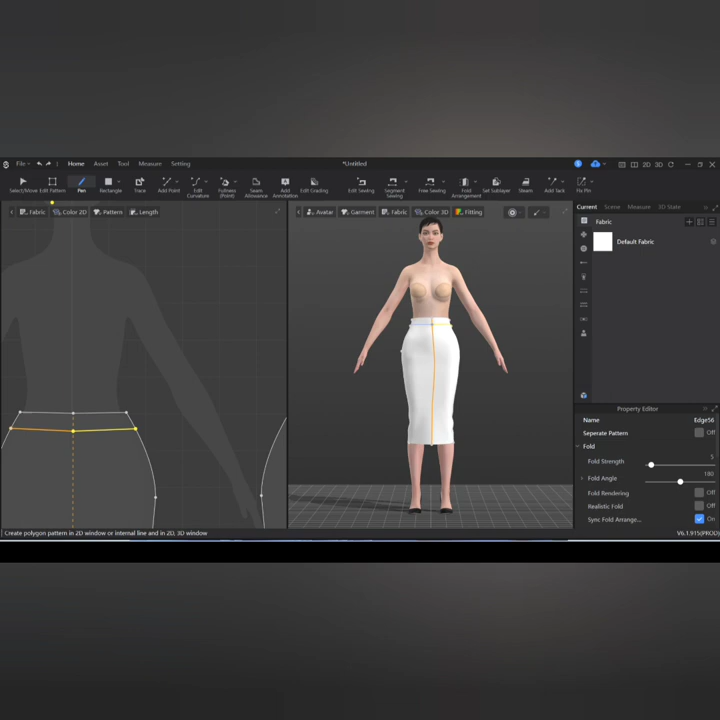 File Home Asset Tool Measure Setting *Untitled S 2D 3D
Select/Move Edit Pattern Pen Rectangle Trace Add Point Edit Curvature Fullness (Point) Seam Allowance Add Annotation Edit Grading Edit Sewing Segment Sewing Free Sewing Fold Arrangement Set Sublayer Steam Add Tack Fix Pin
Fabric Color 2D Pattern Length
Avatar Garment Fabric Color 3D Fitting
Current Scene Measure 3D State
Fabric
Default Fabric
Property Editor
Name Edge56
Seperate Pattern Off
Fold
Fold Strength 5
Fold Angle 180
Fold Rendering Off
Realistic Fold Off
Sync Fold Arrange... On
Create polygon pattern in 2D window or internal line and in 2D, 3D window V6.1.915(PROD)